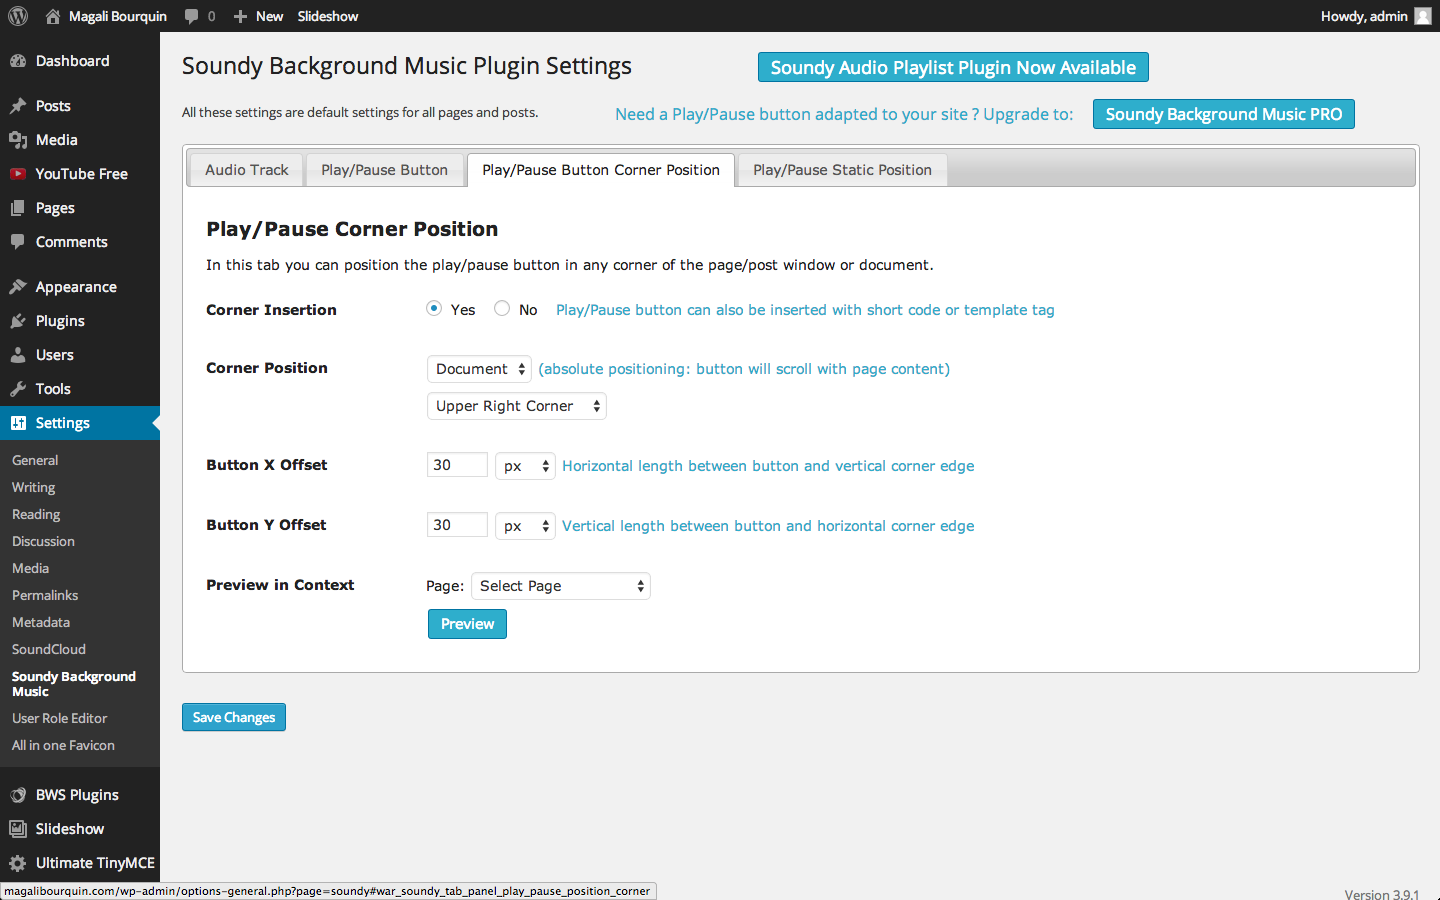 Magali Bourquin
0
New
Slideshow
Howdy, admin
Dashboard
Posts
Media
YouTube Free
Pages
Comments
Appearance
Plugins
Users
Tools
Settings
General
Writing
Reading
Discussion
Media
Permalinks
Metadata
SoundCloud
Soundy Background
Music
User Role Editor
All in one Favicon
BWS Plugins
Slideshow
Ultimate TinyMCE
Soundy Background Music Plugin Settings
Soundy Audio Playlist Plugin Now Available
All these settings are default settings for all pages and posts.
Need a Play/Pause button adapted to your site ? Upgrade to:
Soundy Background Music PRO
Audio Track
Play/Pause Button
Play/Pause Button Corner Position
Play/Pause Static Position
Play/Pause Corner Position
In this tab you can position the play/pause button in any corner of the page/post window or document.
Corner Insertion
Yes
No
Play/Pause button can also be inserted with short code or template tag
Corner Position
Document
(absolute positioning: button will scroll with page content)
Upper Right Corner
Button X Offset
30
px
Horizontal length between button and vertical corner edge
Button Y Offset
30
px
Vertical length between button and horizontal corner edge
Preview in Context
Page:
Select Page
Preview
Save Changes
magalibourquin.com/wp-admin/options-general.php?page=soundy#war_soundy_tab_panel_play_pause_position_corner
Version 3.9.1